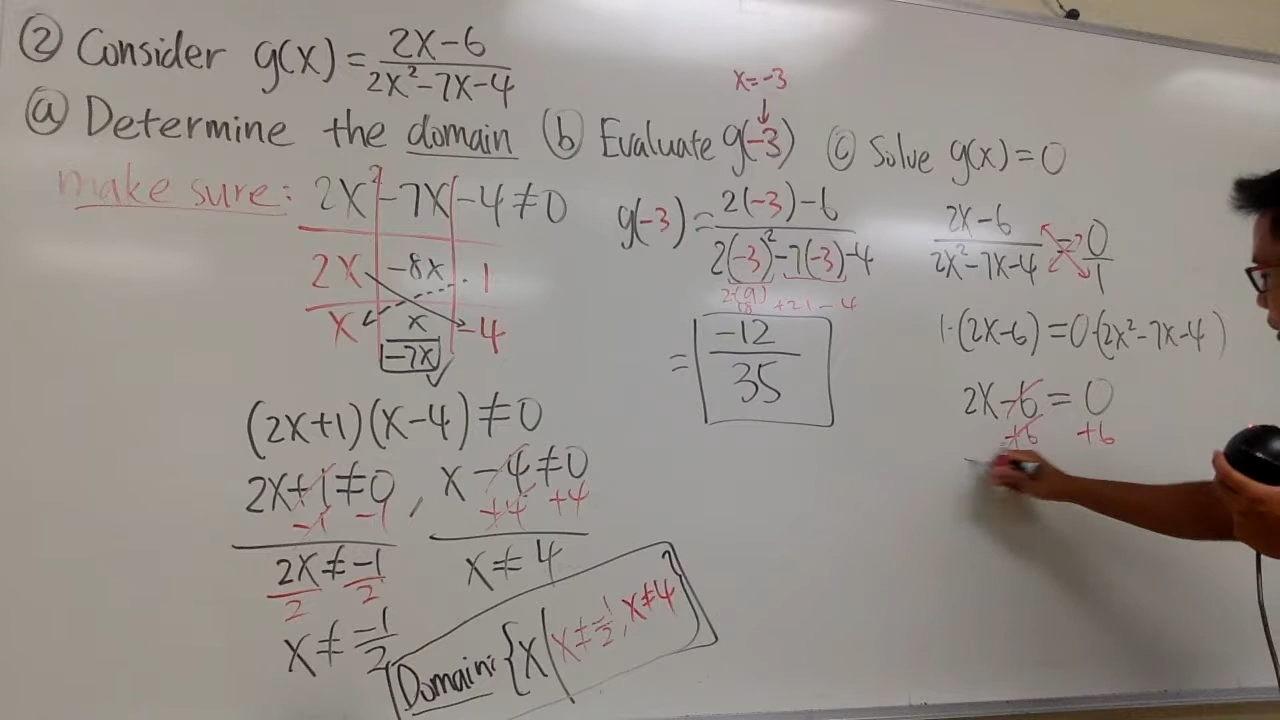 ② Consider g(x) = (2x-6)/(2x²-7x-4)
ⓐ Determine the domain
make sure: 2x²-7x-4≠0
2x -8x 1
x x -4
-7x ✓
(2x+1)(x-4)≠0
2x+1≠0, x-4≠0
-1 -1 +4 +4
2x≠-1 x≠4
2 2
x≠-1/2
Domain: {x|x≠-1/2, x≠4}
x=-3
↓
ⓑ Evaluate g(-3)
g(-3) = (2(-3)-6)/(2(-3)²-7(-3)-4)
2(9)
18 +21-4
= -12/35
ⓒ Solve g(x)=0
(2x-6)/(2x²-7x-4) = 0/1
1·(2x-6)=0·(2x²-7x-4)
2x-6=0
+6 +6